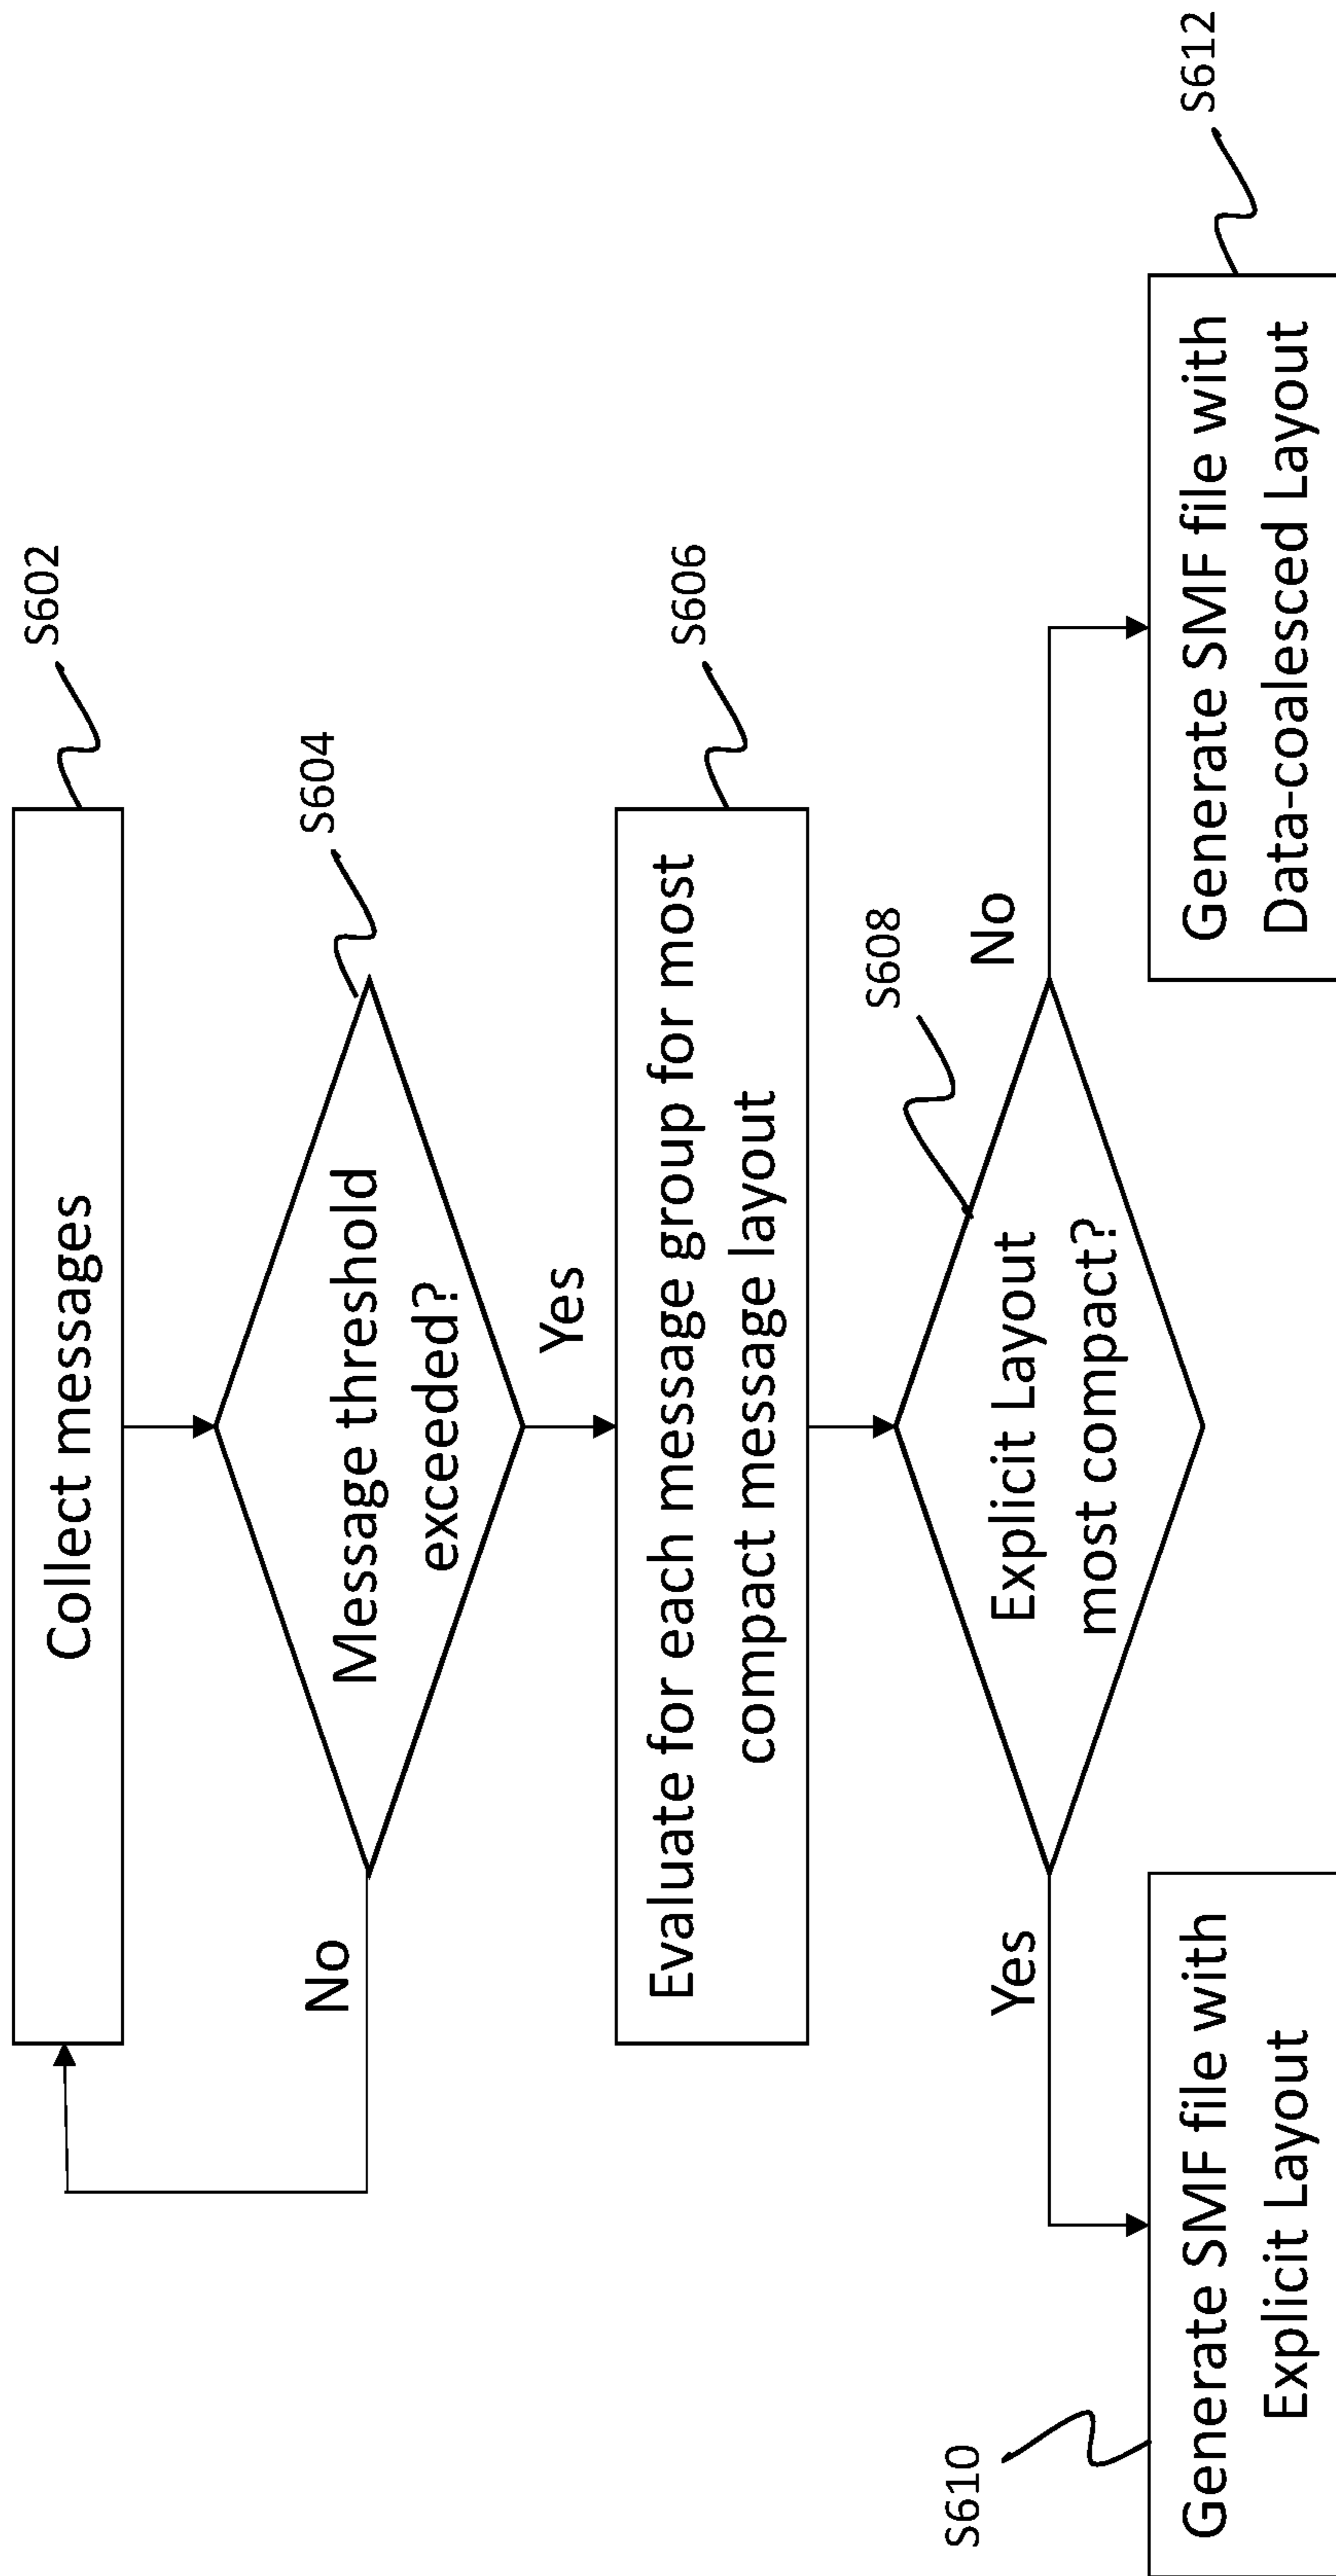 Collect messages
S602
S604
Message threshold
exceeded?
No
Yes
Evaluate for each message group for most
compact message layout
S606
S608
Explicit Layout
most compact?
Yes
No
S610
Generate SMF file with
Explicit Layout
Generate SMF file with
Data-coalesced Layout
S612